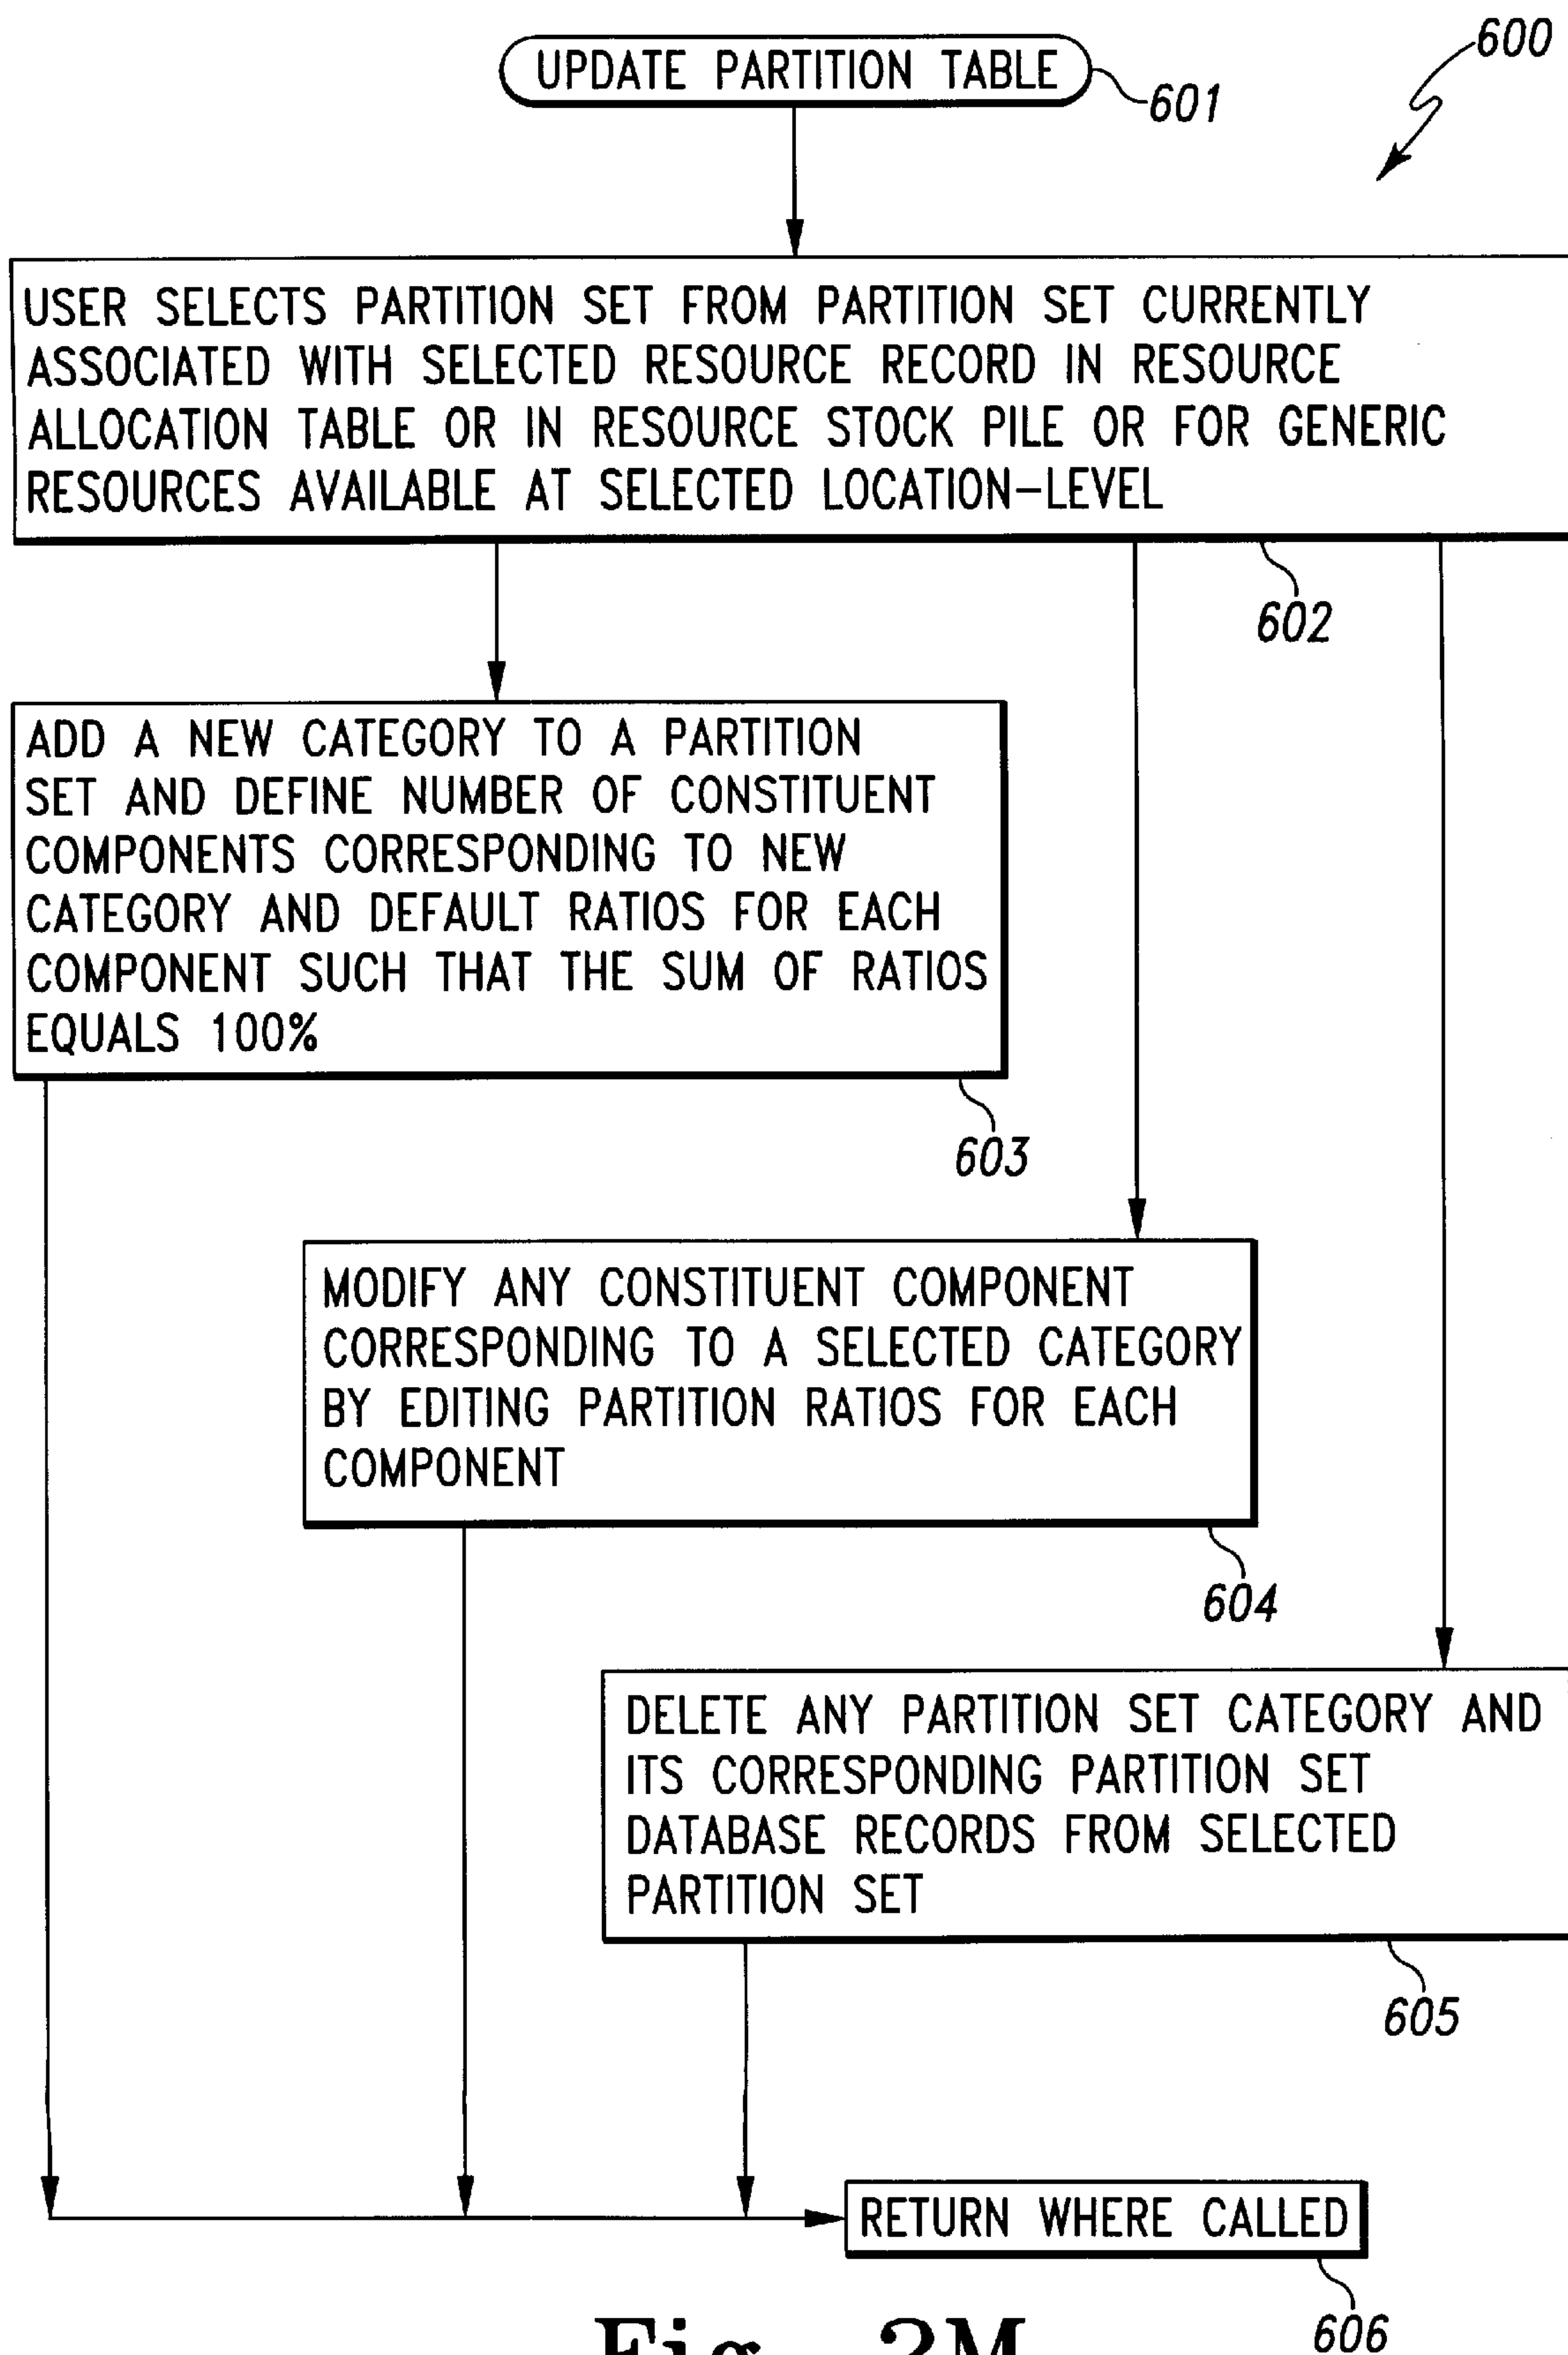 600
UPDATE PARTITION TABLE
601
USER SELECTS PARTITION SET FROM PARTITION SET CURRENTLY
ASSOCIATED WITH SELECTED RESOURCE RECORD IN RESOURCE
ALLOCATION TABLE OR IN RESOURCE STOCK PILE OR FOR GENERIC
RESOURCES AVAILABLE AT SELECTED LOCATION-LEVEL
602
ADD A NEW CATEGORY TO A PARTITION
SET AND DEFINE NUMBER OF CONSTITUENT
COMPONENTS CORRESPONDING TO NEW
CATEGORY AND DEFAULT RATIOS FOR EACH
COMPONENT SUCH THAT THE SUM OF RATIOS
EQUALS 100%
603
MODIFY ANY CONSTITUENT COMPONENT
CORRESPONDING TO A SELECTED CATEGORY
BY EDITING PARTITION RATIOS FOR EACH
COMPONENT
604
DELETE ANY PARTITION SET CATEGORY AND
ITS CORRESPONDING PARTITION SET
DATABASE RECORDS FROM SELECTED
PARTITION SET
605
RETURN WHERE CALLED
606
Fig. 2M